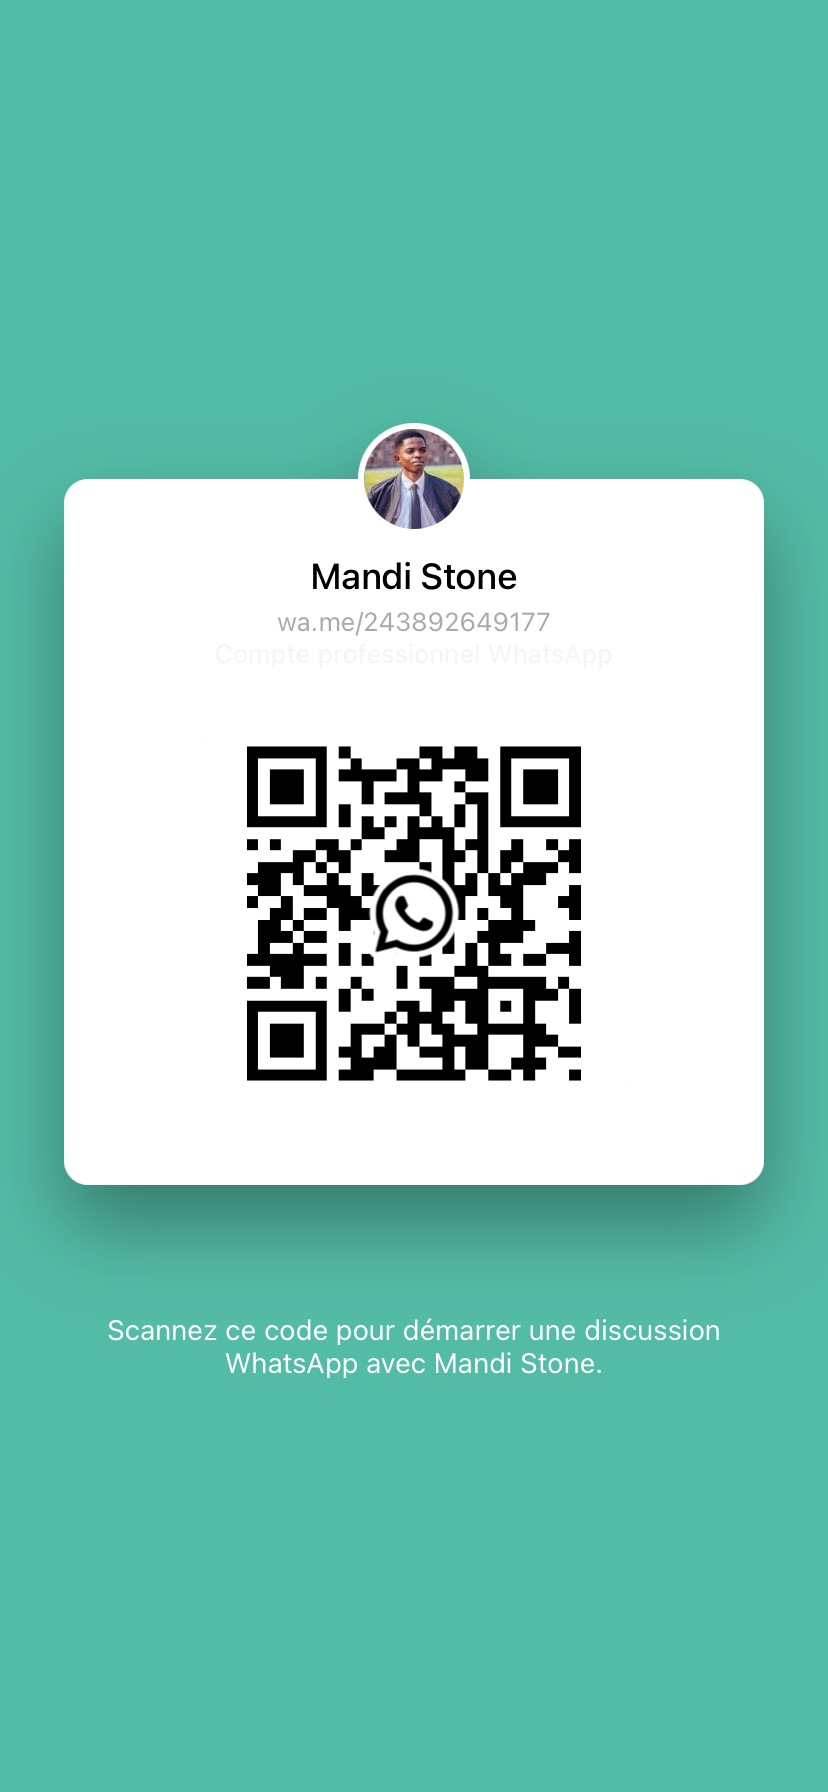 Mandi Stone
wa.me/243892649177
Compte professionnel WhatsApp
Scannez ce code pour démarrer une discussion
WhatsApp avec Mandi Stone.